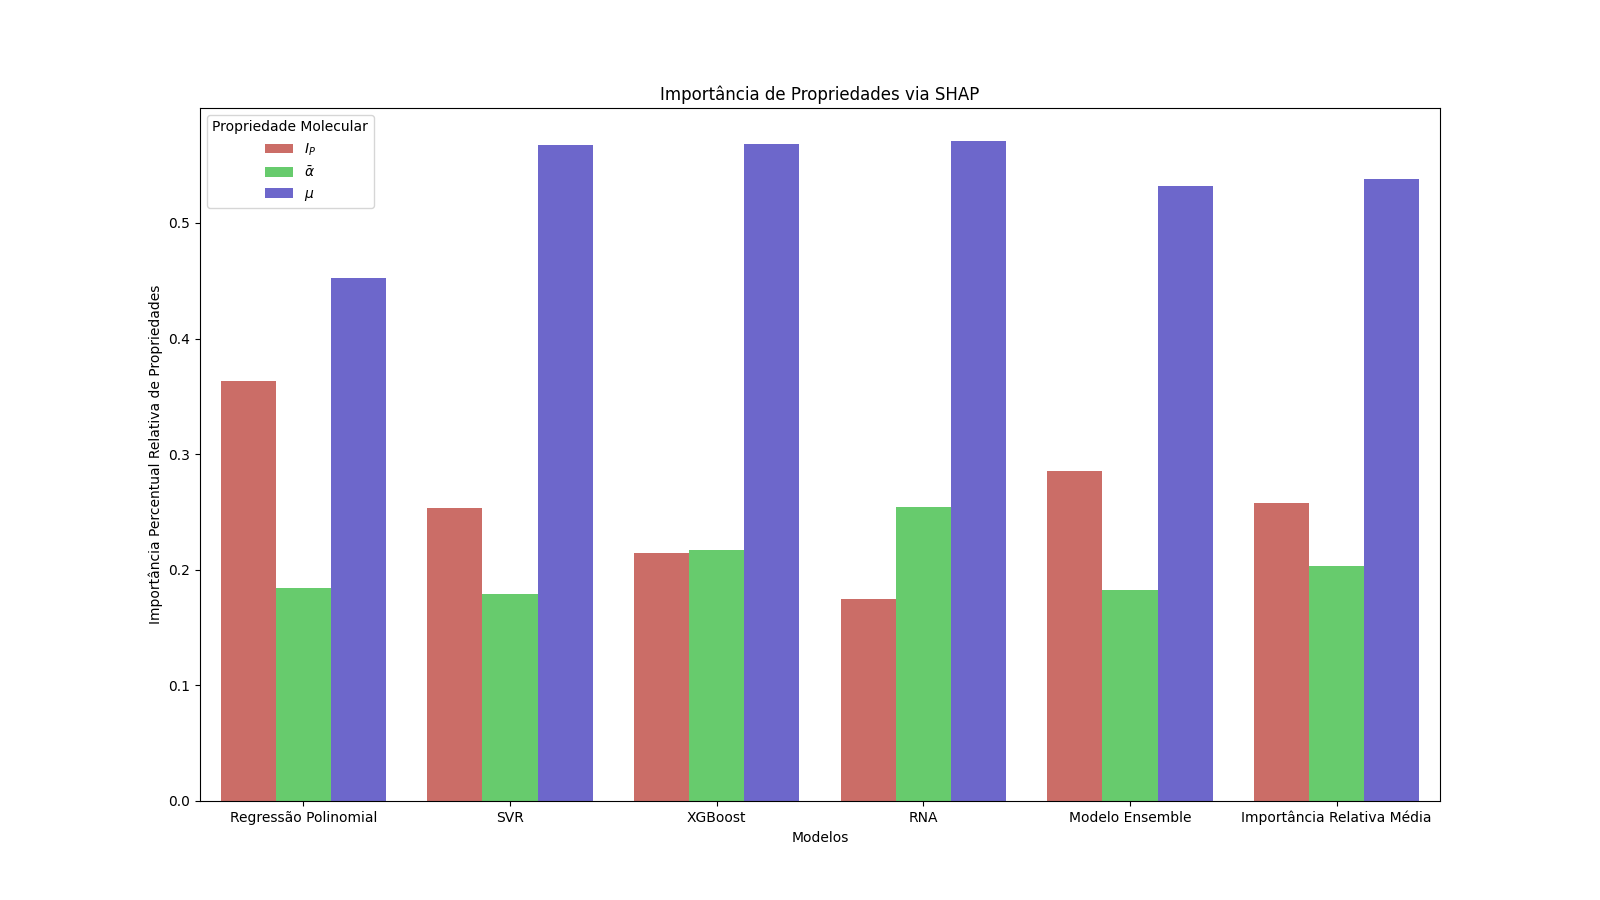 Importância de Propriedades via SHAP
Propriedade Molecular
I_P
ᾱ
μ
Importância Percentual Relativa de Propriedades
0.5
0.4
0.3
0.2
0.1
0.0
Regressão Polinomial SVR XGBoost RNA Modelo Ensemble Importância Relativa Média
Modelos